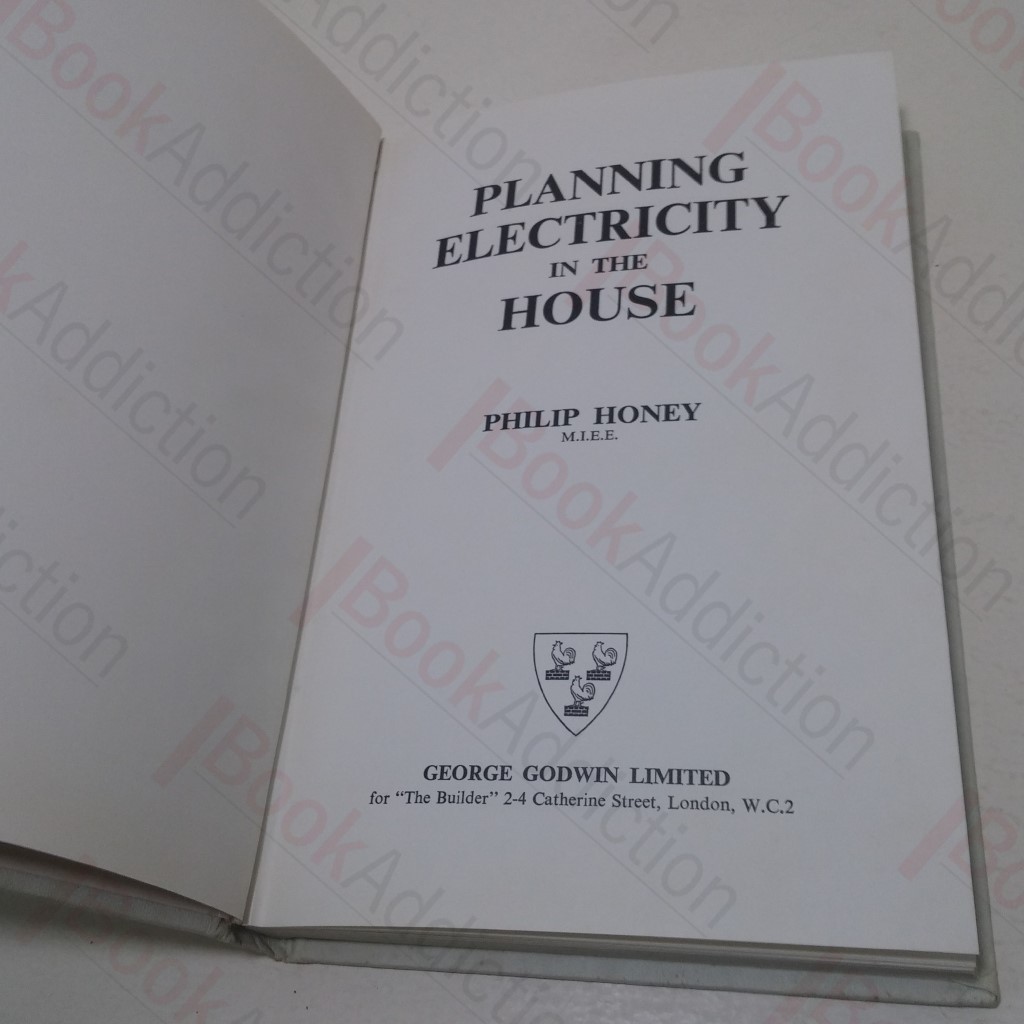 PLANNING
ELECTRICITY
IN THE
HOUSE
PHILIP HONEY
M.I.E.E.
GEORGE GODWIN LIMITED
for "The Builder" 2-4 Catherine Street, London, W.C.2
BookAddiction